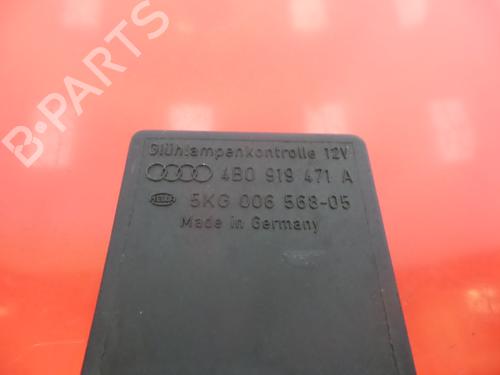 B-PARTS
Glühlampenkontrolle 12V
4B0 919 471 A
HELLA 5KG 006 568-05
Made in Germany